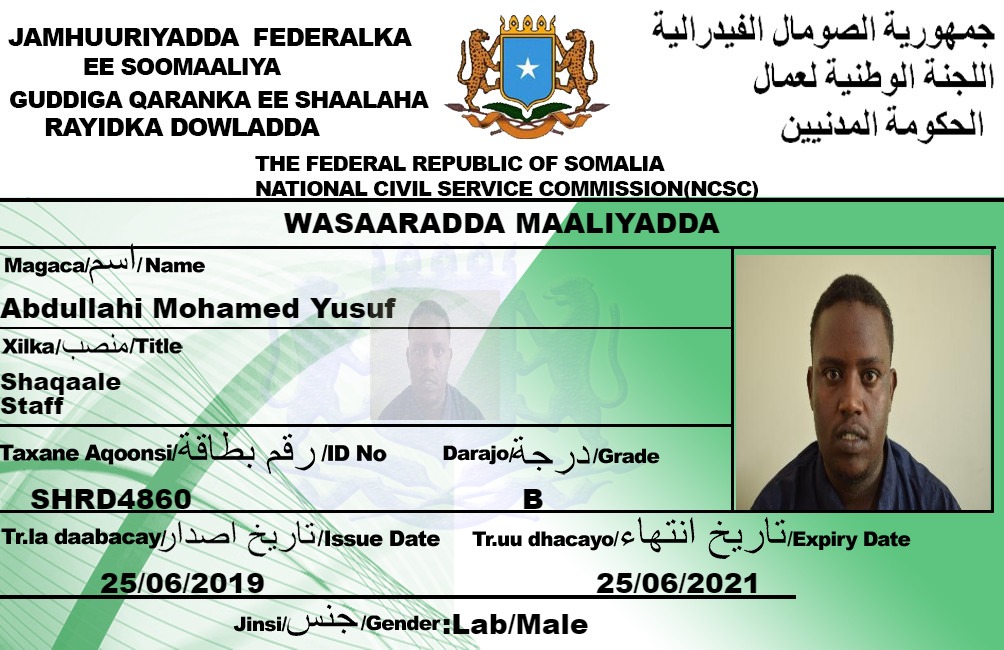 JAMHUURIYADDA FEDERALKA
EE SOOMAALIYA
GUDDIGA QARANKA EE SHAALAHA
RAYIDKA DOWLADDA
جمهورية الصومال الفيدرالية
اللجنة الوطنية لعمال
الحكومة المدنيين
THE FEDERAL REPUBLIC OF SOMALIA
NATIONAL CIVIL SERVICE COMMISSION(NCSC)
WASAARADDA MAALIYADDA
Magaca/اسم/Name
Abdullahi Mohamed Yusuf
Xilka/منصب/Title
Shaqaale
Staff
Taxane Aqoonsi/رقم بطاقة/ID No
Darajo/درجة/Grade
SHRD4860
B
Tr.la daabacay/تاريخ اصدار/Issue Date
Tr.uu dhacayo/تاريخ انتهاء/Expiry Date
25/06/2019
25/06/2021
Jinsi/جنس/Gender:Lab/Male